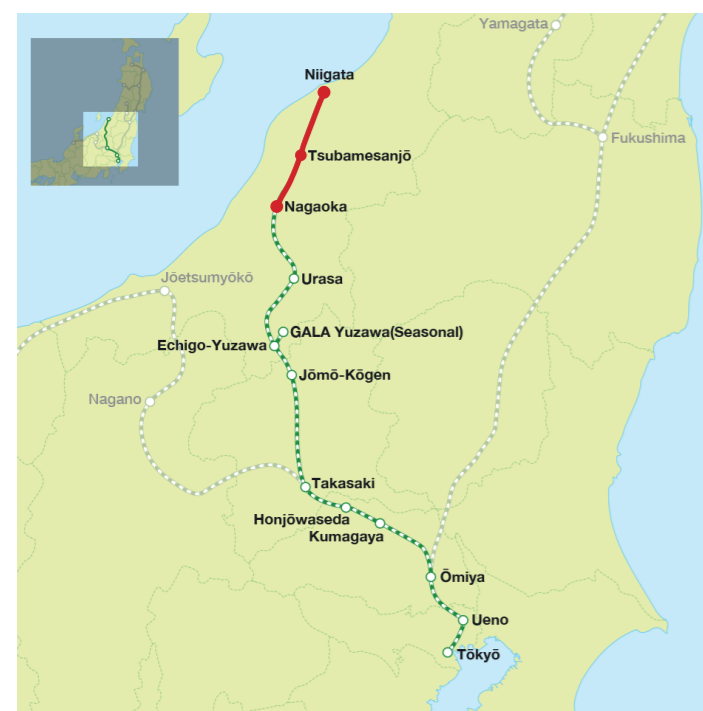 Yamagata
Niigata
Fukushima
Tsubamesanjō
Nagaoka
Jōetsumyōkō
Urasa
GALA Yuzawa(Seasonal)
Echigo-Yuzawa
Jōmō-Kōgen
Nagano
Takasaki
Honjōwaseda
Kumagaya
Ōmiya
Ueno
Tōkyō